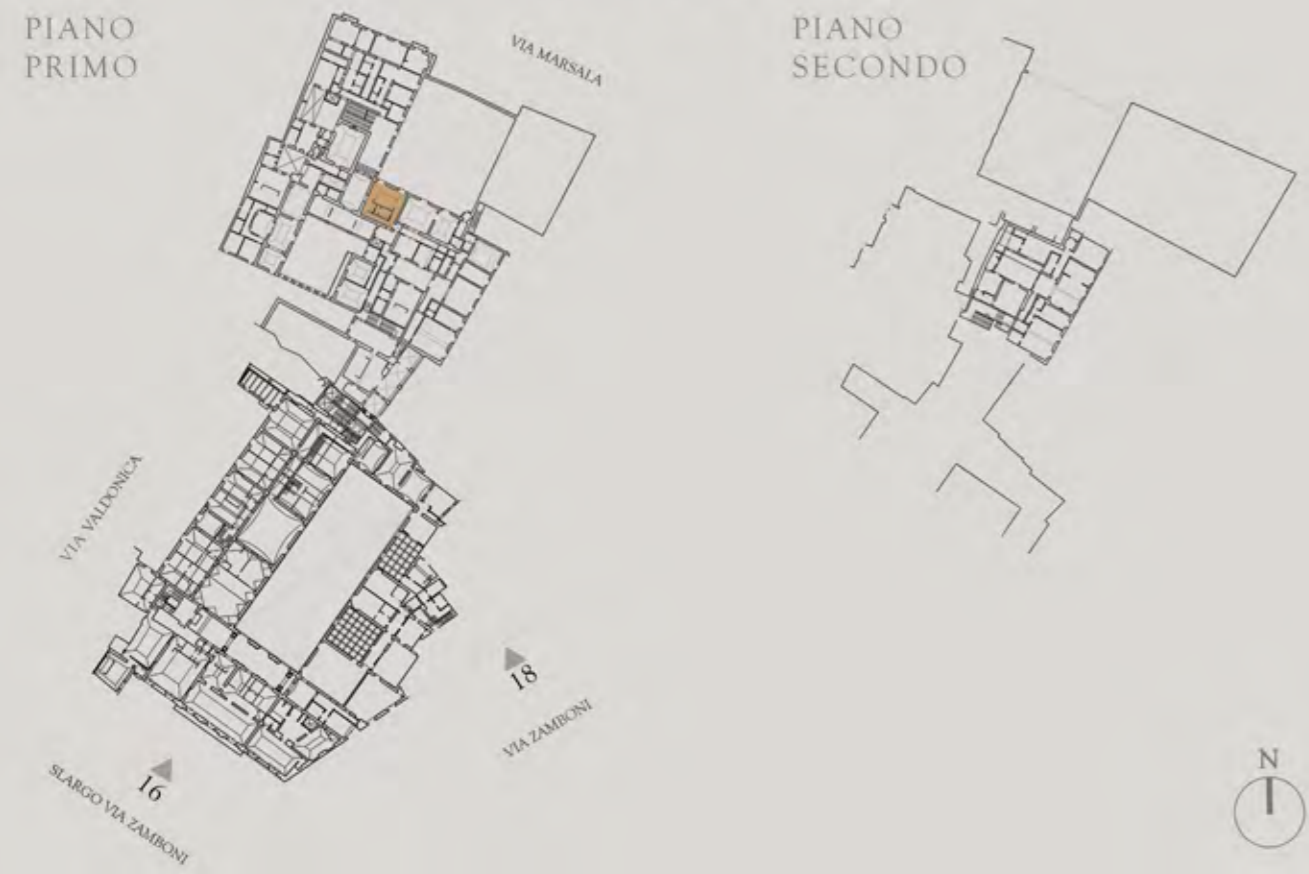 PIANO
PRIMO
VIA MARSALA
PIANO
SECONDO
VIA VALDONICA
18
VIA ZAMBONI
16
SLARGO VIA ZAMBONI
N